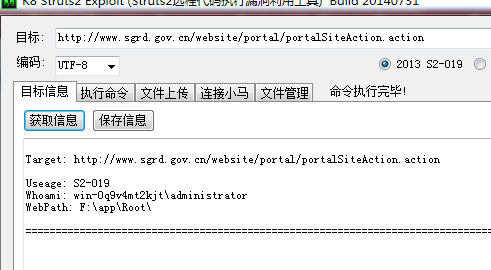 K8 Struts2 Exploit (Struts2远程代码执行漏洞利用工具) Build 20140731
目标: http://www.sgrd.gov.cn/website/portal/portalSiteAction.action
编码: UTF-8 2013 S2-019
目标信息 执行命令 文件上传 连接小马 文件管理 命令执行完毕!
获取信息 保存信息
Target: http://www.sgrd.gov.cn/website/portal/portalSiteAction.action
Useage: S2-019
Whoami: win-0q9v4mt2kjt\administrator
WebPath: F:\app\Root\
================================================================================